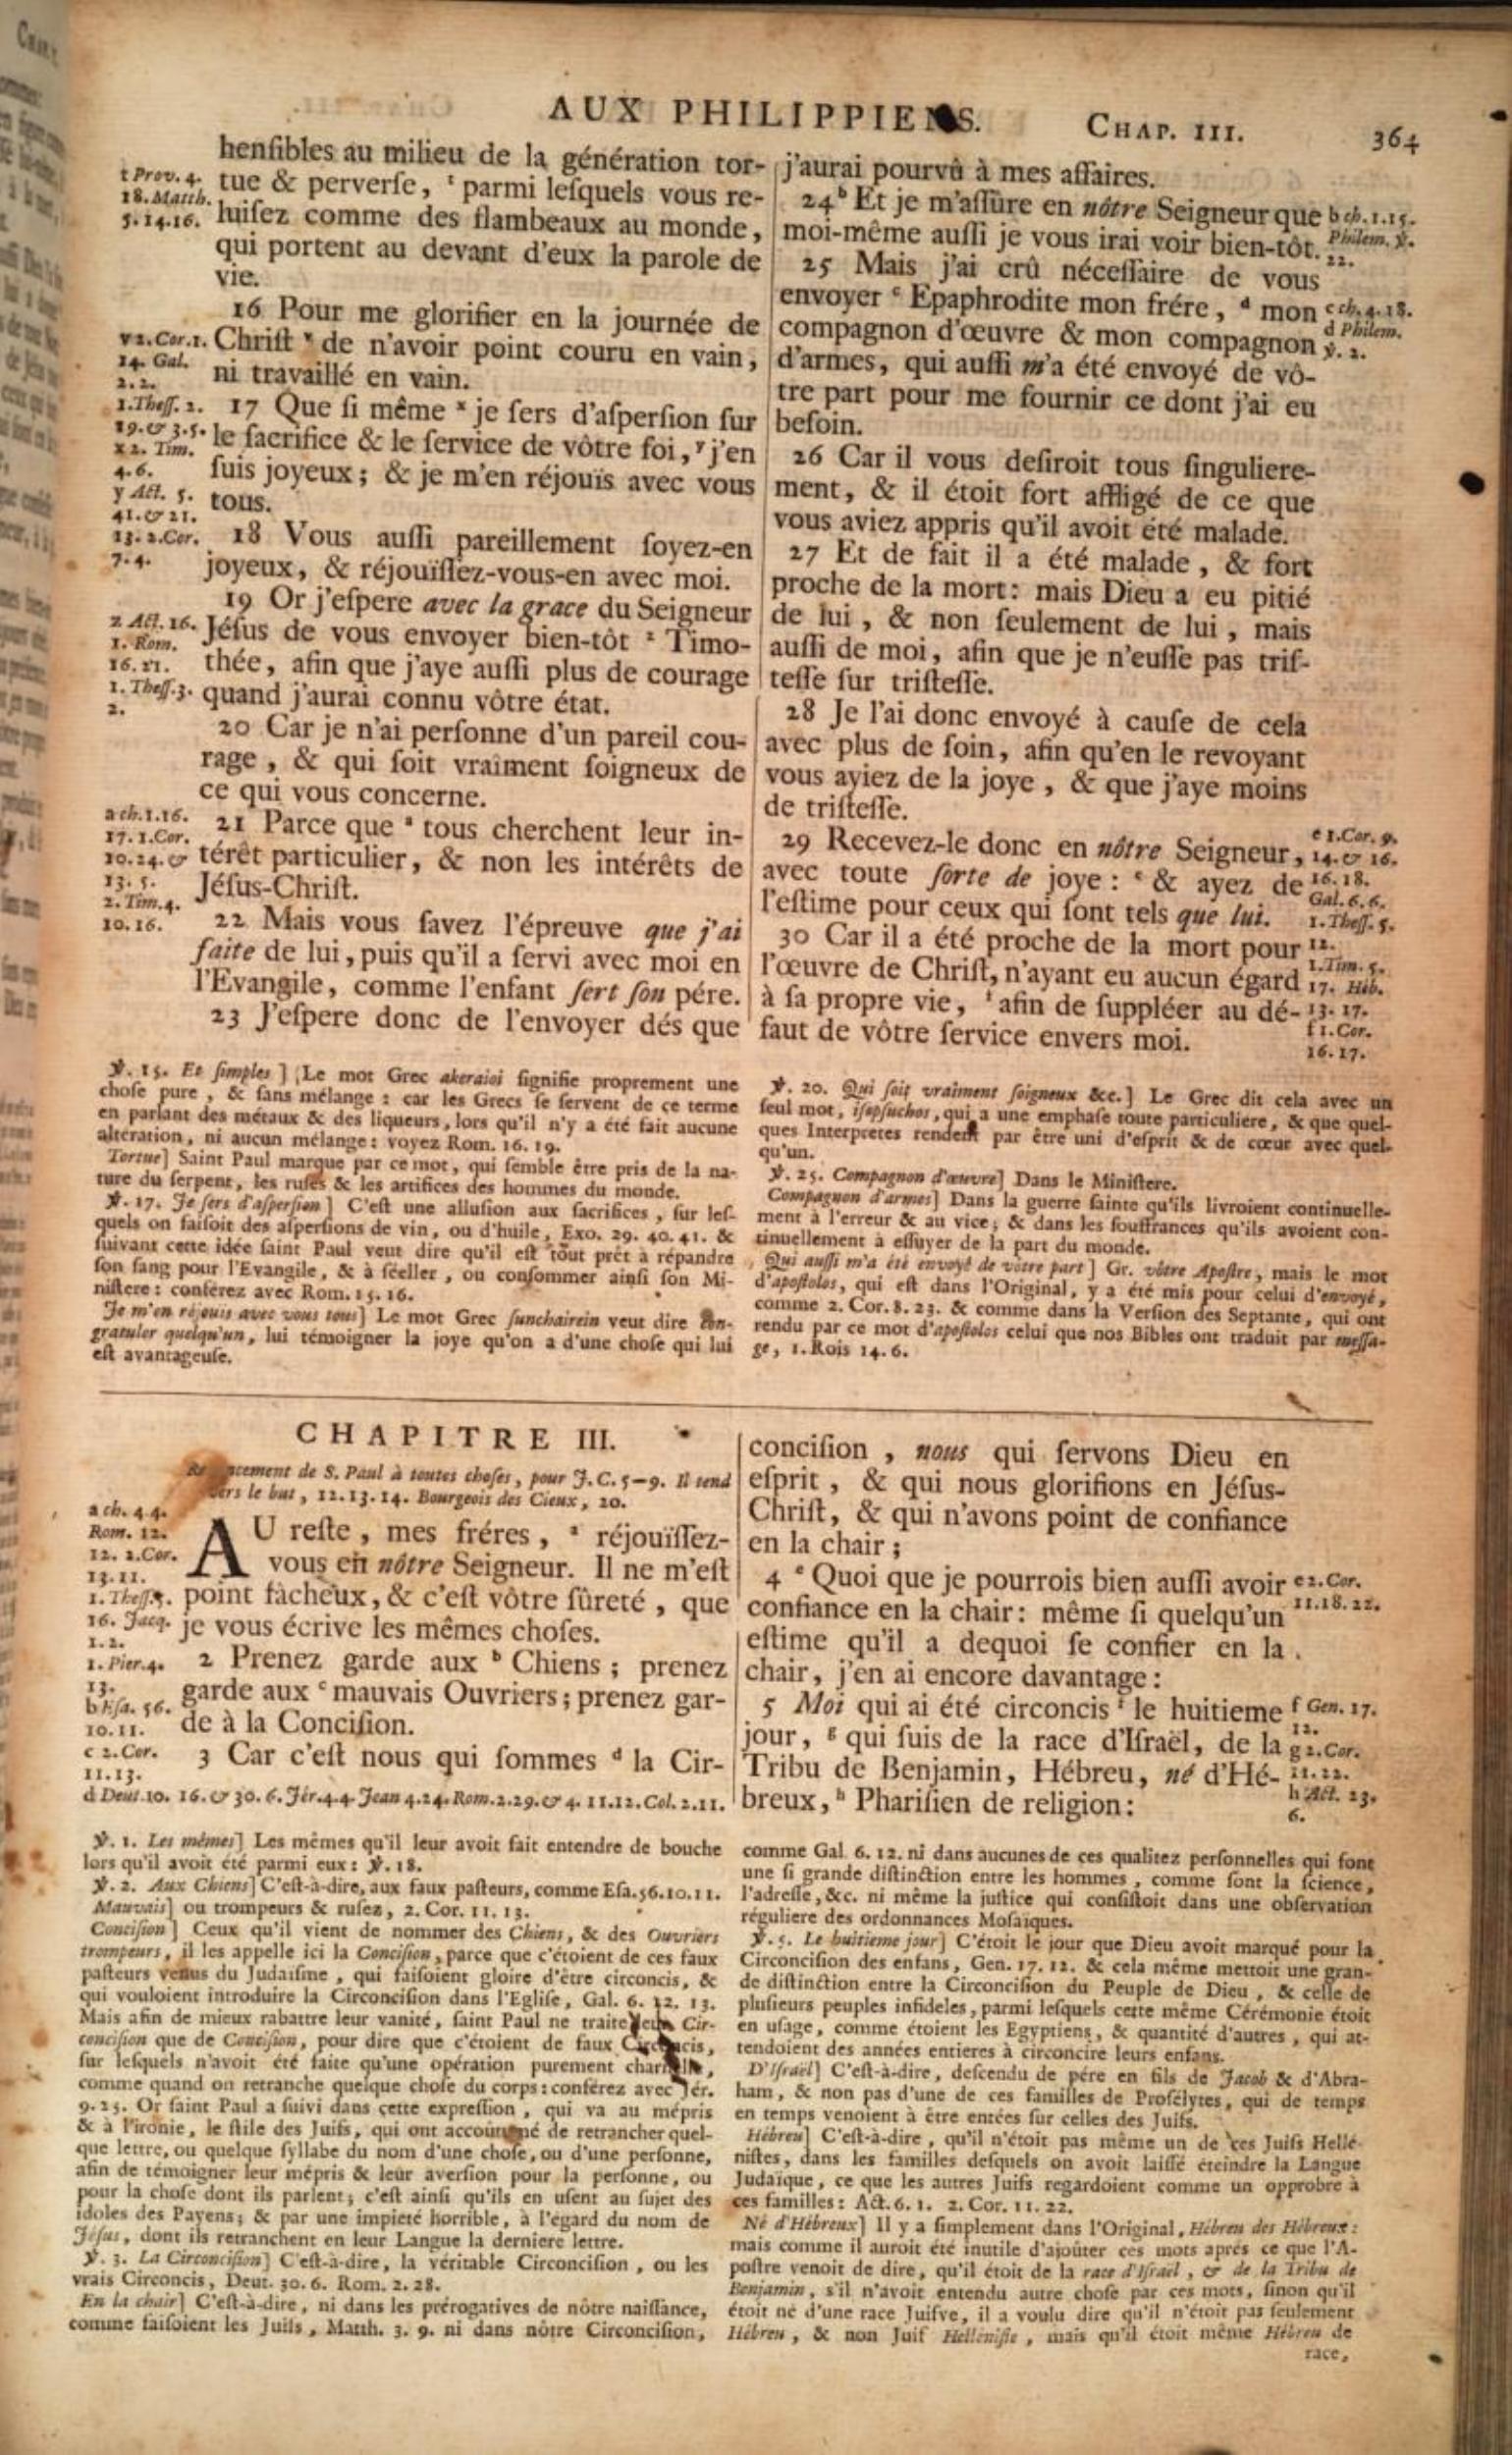 AUX PHILIPPIENS. CHAP. III. 364
henſibles au milieu de la génération tor-
tue & perverſe, ᵗ parmi leſquels vous re-
luiſez comme des flambeaux au monde,
qui portent au devant d'eux la parole de
vie.
16 Pour me glorifier en la journée de
Chriſt ᵛ de n'avoir point couru en vain,
ni travaillé en vain.
17 Que ſi même ˣ je ſers d'aſperſion ſur
le ſacrifice & le ſervice de vôtre foi, ʸ j'en
ſuis joyeux; & je m'en réjouïs avec vous
tous.
18 Vous auſſi pareillement ſoyez-en
joyeux, & réjouïſſez-vous-en avec moi.
19 Or j'eſpere avec la grace du Seigneur
Jéſus de vous envoyer bien-tôt ᶻ Timo-
thée, afin que j'aye auſſi plus de courage
quand j'aurai connu vôtre état.
20 Car je n'ai perſonne d'un pareil cou-
rage, & qui ſoit vraiment ſoigneux de
ce qui vous concerne.
21 Parce que ᵃ tous cherchent leur in-
térêt particulier, & non les intérêts de
Jéſus-Chriſt.
22 Mais vous ſavez l'épreuve que j'ai
faite de lui, puis qu'il a ſervi avec moi en
l'Evangile, comme l'enfant ſert ſon pére.
23 J'eſpere donc de l'envoyer dés que
t Prov. 4.
18. Matth.
5. 14. 16.
v 2. Cor. 1.
14. Gal.
2. 2.
1. Theſſ. 2.
19. & 3. 5.
x 2. Tim.
4. 6.
y Act. 5.
41. & 21.
13. 2. Cor.
7. 4.
z Act. 16.
1. Rom.
16. 21.
1. Theſſ. 3.
2.
a ch. 1. 16.
17. 1. Cor.
10. 24. &
13. 5.
2. Tim. 4.
10. 16.
j'aurai pourvû à mes affaires.
24 ᵇ Et je m'aſſûre en nôtre Seigneur que
moi-même auſſi je vous irai voir bien-tôt.
25 Mais j'ai crû néceſſaire de vous
envoyer ᶜ Epaphrodite mon frére, ᵈ mon
compagnon d'œuvre & mon compagnon
d'armes, qui auſſi m'a été envoyé de vô-
tre part pour me fournir ce dont j'ai eu
beſoin.
26 Car il vous deſiroit tous ſinguliere-
ment, & il étoit fort affligé de ce que
vous aviez appris qu'il avoit été malade.
27 Et de fait il a été malade, & fort
proche de la mort: mais Dieu a eu pitié
de lui, & non ſeulement de lui, mais
auſſi de moi, afin que je n'euſſe pas triſ-
teſſe ſur triſteſſe.
28 Je l'ai donc envoyé à cauſe de cela
avec plus de ſoin, afin qu'en le revoyant
vous ayiez de la joye, & que j'aye moins
de triſteſſe.
29 Recevez-le donc en nôtre Seigneur,
avec toute ſorte de joye: ᵉ & ayez de
l'eſtime pour ceux qui ſont tels que lui.
30 Car il a été proche de la mort pour
l'œuvre de Chriſt, n'ayant eu aucun égard
à ſa propre vie, ᶠ afin de ſuppléer au dé-
faut de vôtre ſervice envers moi.
b ch. 1. 15.
Philem. ℣.
22.
c ch. 4. 18.
d Philem.
℣. 2.
e 1. Cor. 9.
14. & 16.
16. 18.
Gal. 6. 6.
1. Theſſ. 5.
12.
1. Tim. 5.
17. Héb.
13. 17.
f 1. Cor.
16. 17.
℣. 15. Et ſimples] Le mot Grec akeraioi ſignifie proprement une
choſe pure, & ſans mélange: car les Grecs ſe ſervent de ce terme
en parlant des métaux & des liqueurs, lors qu'il n'y a été fait aucune
alteration, ni aucun mélange: voyez Rom. 16. 19.
Tortue] Saint Paul marque par ce mot, qui ſemble être pris de la na-
ture du ſerpent, les ruſes & les artifices des hommes du monde.
℣. 17. Je ſers d'aſperſion] C'eſt une alluſion aux ſacrifices, ſur leſ-
quels on faiſoit des aſperſions de vin, ou d'huile, Exo. 29. 40. 41. &
ſuivant cette idée ſaint Paul veut dire qu'il eſt tout prêt à répandre
ſon ſang pour l'Evangile, & à ſéeller, ou conſommer ainſi ſon Mi-
niſtere: conférez avec Rom. 15. 16.
Je m'en réjouis avec vous tous] Le mot Grec ſunchairein veut dire con-
gratuler quelqu'un, lui témoigner la joye qu'on a d'une choſe qui lui
eſt avantageuſe.
℣. 20. Qui ſoit vraiment ſoigneux &c.] Le Grec dit cela avec un
ſeul mot, iſopſuchos, qui a une emphaſe toute particuliére, & que quel-
ques Interpretes rendent par être uni d'eſprit & de cœur avec quel-
qu'un.
℣. 25. Compagnon d'œuvre] Dans le Miniſtere.
Compagnon d'armes] Dans la guerre ſainte qu'ils livroient continuelle-
ment à l'erreur & au vice; & dans les ſouffrances qu'ils avoient con-
tinuellement à eſſuyer de la part du monde.
Qui auſſi m'a été envoyé de vôtre part] Gr. vôtre Apoſtre, mais le mot
d'apoſtolos, qui eſt dans l'Original, y a été mis pour celui d'envoyé,
comme 2. Cor. 8. 23. & comme dans la Verſion des Septante, qui ont
rendu par ce mot d'apoſtolos celui que nos Bibles ont traduit par meſſa-
ge, 1. Rois 14. 6.
CHAPITRE III.
de S. Paul à toutes choſes, pour J. C. 5–9. Il tend
vers le but, 12. 13. 14. Bourgeois des Cieux, 20.
AU reſte, mes fréres, ᵃ réjouïſſez-
vous en nôtre Seigneur. Il ne m'eſt
point fâcheux, & c'eſt vôtre ſûreté, que
je vous écrive les mêmes choſes.
2 Prenez garde aux ᵇ Chiens; prenez
garde aux ᶜ mauvais Ouvriers; prenez gar-
de à la Conciſion.
3 Car c'eſt nous qui ſommes ᵈ la Cir-
a ch. 4. 4.
Rom. 12.
12. 2. Cor.
13. 11.
1. Theſſ. 5.
16. Jacq.
1. 2.
1. Pier. 4.
13.
b Eſa. 56.
10. 11.
c 2. Cor.
11. 13.
d Deut. 10. 16. & 30. 6. Jér. 4. 4. Jean 4. 24. Rom. 2. 29. & 4. 11. 12. Col. 2. 11.
conciſion, nous qui ſervons Dieu en
eſprit, & qui nous glorifions en Jéſus-
Chriſt, & qui n'avons point de confiance
en la chair;
4 ᵉ Quoi que je pourrois bien auſſi avoir
confiance en la chair: même ſi quelqu'un
eſtime qu'il a dequoi ſe confier en la
chair, j'en ai encore davantage:
5 Moi qui ai été circoncis ᶠ le huitieme
jour, ᵍ qui ſuis de la race d'Iſraël, de la
Tribu de Benjamin, Hébreu, né d'Hé-
breux, ʰ Phariſien de religion:
e 2. Cor.
11. 18. 22.
f Gen. 17.
12.
g 2. Cor.
11. 22.
h Act. 23.
6.
℣. 1. Les mêmes] Les mêmes qu'il leur avoit fait entendre de bouche
lors qu'il avoit été parmi eux: ℣. 18.
℣. 2. Aux Chiens] C'eſt-à-dire, aux faux paſteurs, comme Eſa. 56. 10. 11.
Mauvais] ou trompeurs & ruſez, 2. Cor. 11. 13.
Conciſion] Ceux qu'il vient de nommer des Chiens, & des Ouvriers
trompeurs, il les appelle ici la Conciſion, parce que c'étoient de ces faux
paſteurs venus du Judaïſme, qui faiſoient gloire d'être circoncis, &
qui vouloient introduire la Circonciſion dans l'Egliſe, Gal. 6. 12. 13.
Mais afin de mieux rabattre leur vanité, ſaint Paul ne traite leur Cir-
conciſion que de Conciſion, pour dire que c'étoient de faux Circoncis,
ſur leſquels n'avoit été faite qu'une opération purement charnelle,
comme quand on retranche quelque choſe du corps: conférez avec Jér.
9. 25. Or ſaint Paul a ſuivi dans cette expreſſion, qui va au mépris
& à l'ironie, le ſtile des Juifs, qui ont accoutumé de retrancher quel-
que lettre, ou quelque ſyllabe du nom d'une choſe, ou d'une perſonne,
afin de témoigner leur mépris & leur averſion pour la perſonne, ou
pour la choſe dont ils parlent; c'eſt ainſi qu'ils en uſent au ſujet des
idoles des Payens; & par une impieté horrible, à l'égard du nom de
Jéſus, dont ils retranchent en leur Langue la derniere lettre.
℣. 3. La Circonciſion] C'eſt-à-dire, la véritable Circonciſion, ou les
vrais Circoncis, Deut. 30. 6. Rom. 2. 28.
En la chair] C'eſt-à-dire, ni dans les prérogatives de nôtre naiſſance,
comme faiſoient les Juifs, Matth. 3. 9. ni dans nôtre Circonciſion,
comme Gal. 6. 12. ni dans aucunes de ces qualitez perſonnelles qui font
une ſi grande diſtinction entre les hommes, comme ſont la ſcience,
l'adreſſe, &c. ni même la juſtice qui conſiſtoit dans une obſervation
réguliere des ordonnances Moſaïques.
℣. 5. Le huitieme jour] C'étoit le jour que Dieu avoit marqué pour la
Circonciſion des enfans, Gen. 17. 12. & cela même mettoit une gran-
de diſtinction entre la Circonciſion du Peuple de Dieu, & celle de
pluſieurs peuples infideles, parmi leſquels cette même Cérémonie étoit
en uſage, comme étoient les Egyptiens, & quantité d'autres, qui at-
tendoient des années entieres à circoncire leurs enfans.
D'Iſraël] C'eſt-à-dire, deſcendu de pére en fils de Jacob & d'Abra-
ham, & non pas d'une de ces familles de Proſélytes, qui de temps
en temps venoient à être entées ſur celles des Juifs.
Hébreu] C'eſt-à-dire, qu'il n'étoit pas même un de ces Juifs Hellé-
niſtes, dans les familles deſquels on avoit laiſſé éteindre la Langue
Judaïque, ce que les autres Juifs regardoient comme un opprobre à
ces familles: Act. 6. 1. 2. Cor. 11. 22.
Né d'Hébreux] Il y a ſimplement dans l'Original, Hébreu des Hébreux:
mais comme il auroit été inutile d'ajoûter ces mots aprés ce que l'A-
poſtre venoit de dire, qu'il étoit de la race d'Iſraël, & de la Tribu de
Benjamin, s'il n'avoit entendu autre choſe par ces mots, ſinon qu'il
étoit né d'une race Juifve, il a voulu dire qu'il n'étoit pas ſeulement
Hébreu, & non Juif Helléniſte, mais qu'il étoit même Hébreu de
race,